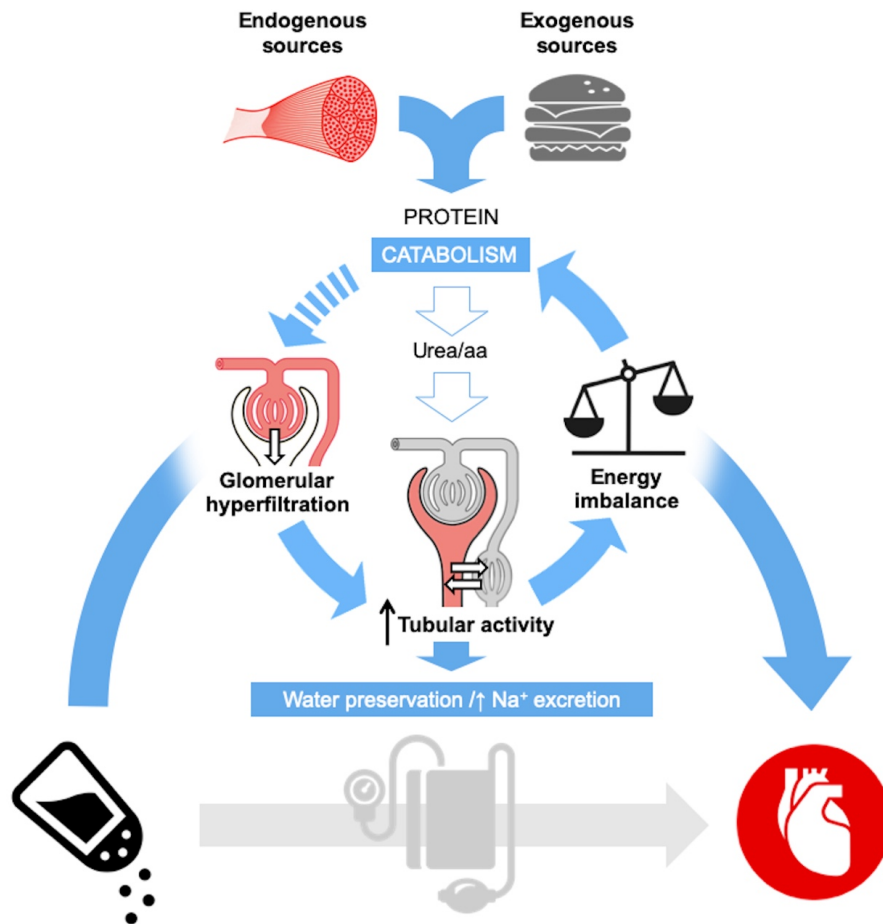 Endogenous
sources
Exogenous
sources
PROTEIN
CATABOLISM
Urea/aa
Glomerular
hyperfiltration
Energy
imbalance
↑ Tubular activity
Water preservation /↑ Na⁺ excretion